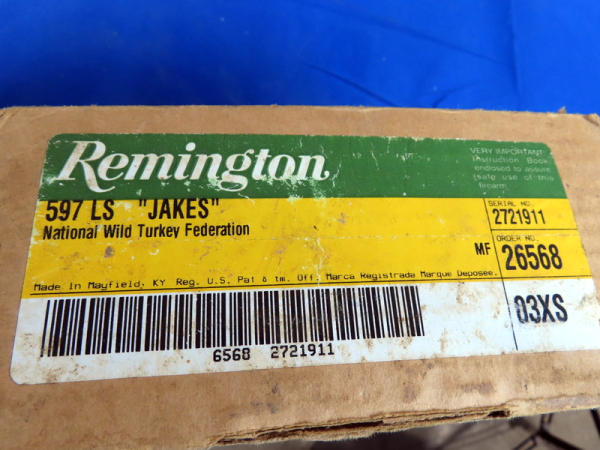 Remington
VERY IMPORTANT:
Instruction Book
enclosed to assure
safe use of this
firearm.
597 LS "JAKES"
National Wild Turkey Federation
SERIAL NO.
2721911
MF
ORDER NO.
26568
Made In Mayfield, KY Reg. U.S. Pat & tm. Off. Marca Registrada Marque Deposee.
03XS
6568 2721911